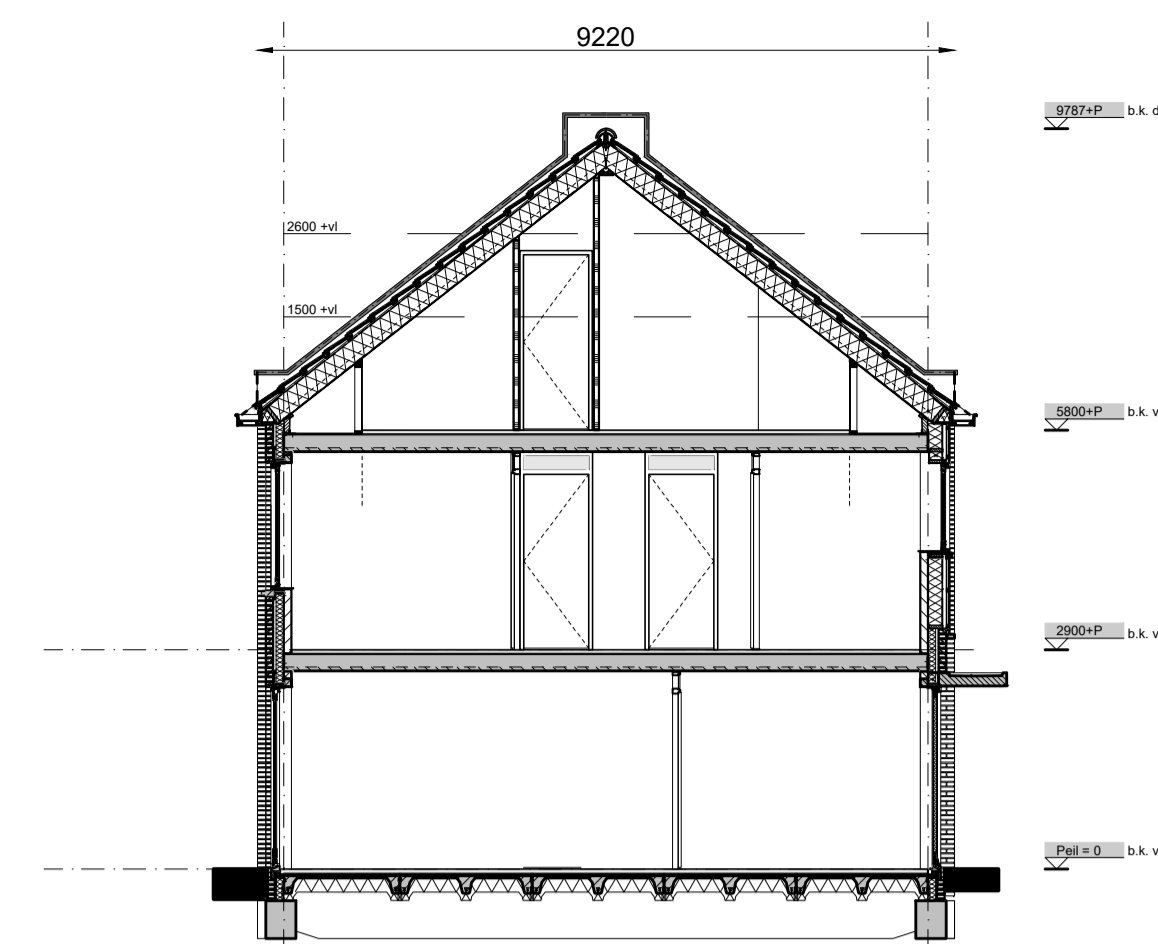 9220
9787+P b.k. d
2600 +vl
1500 +vl
5800+P b.k. v
2900+P b.k. v
Peil = 0 b.k. v